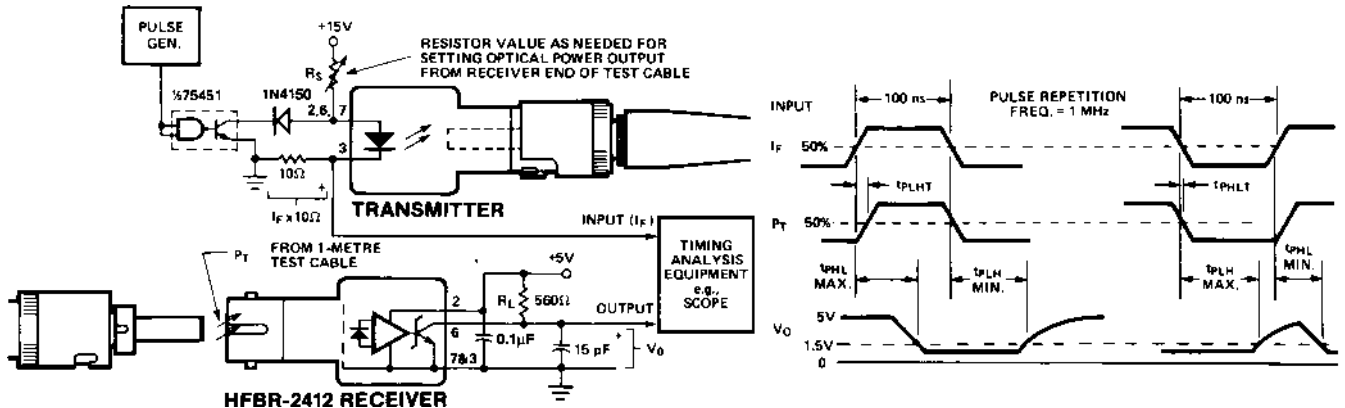 PULSE
GEN.
+15V
RESISTOR VALUE AS NEEDED FOR
SETTING OPTICAL POWER OUTPUT
FROM RECEIVER END OF TEST CABLE
RS
½75451
1N4150
2,6, 7
3
10Ω
+
IF x10Ω
TRANSMITTER
INPUT (IF)
TIMING
ANALYSIS
EQUIPMENT
e.g.,
SCOPE
OUTPUT
PT
FROM 1-METRE
TEST CABLE
+5V
RL
560Ω
2
6
7&3
0.1µF
15 pF
+
VO
HFBR-2412 RECEIVER
INPUT
100 ns
PULSE REPETITION
FREQ. = 1 MHz
100 ns
IF 50%
tPLHT
tPHLT
PT 50%
tPHL
MAX.
tPLH
MIN.
tPLH
MAX.
tPHL
MIN.
VO
5V
1.5V
0